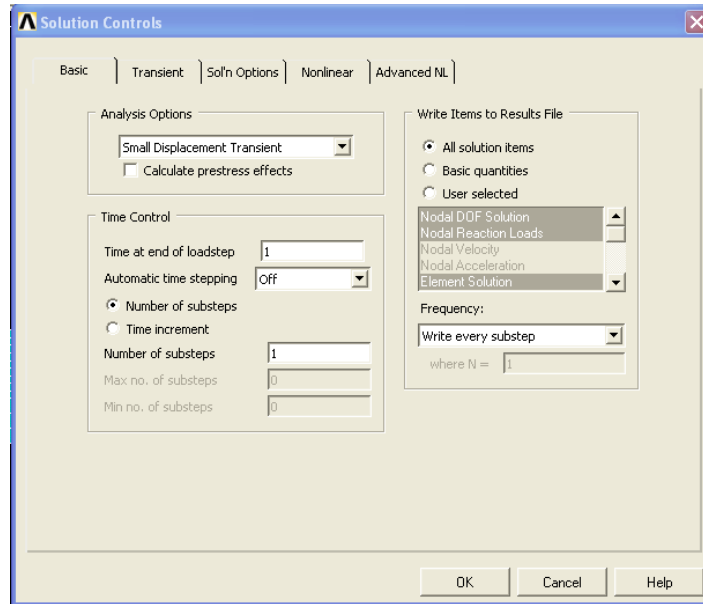 Solution Controls
Basic
Transient
Sol'n Options
Nonlinear
Advanced NL
Analysis Options
Small Displacement Transient
Calculate prestress effects
Time Control
Time at end of loadstep 1
Automatic time stepping Off
Number of substeps
Time increment
Number of substeps 1
Max no. of substeps 0
Min no. of substeps 0
Write Items to Results File
All solution items
Basic quantities
User selected
Nodal DOF Solution
Nodal Reaction Loads
Nodal Velocity
Nodal Acceleration
Element Solution
Frequency:
Write every substep
where N = 1
OK
Cancel
Help